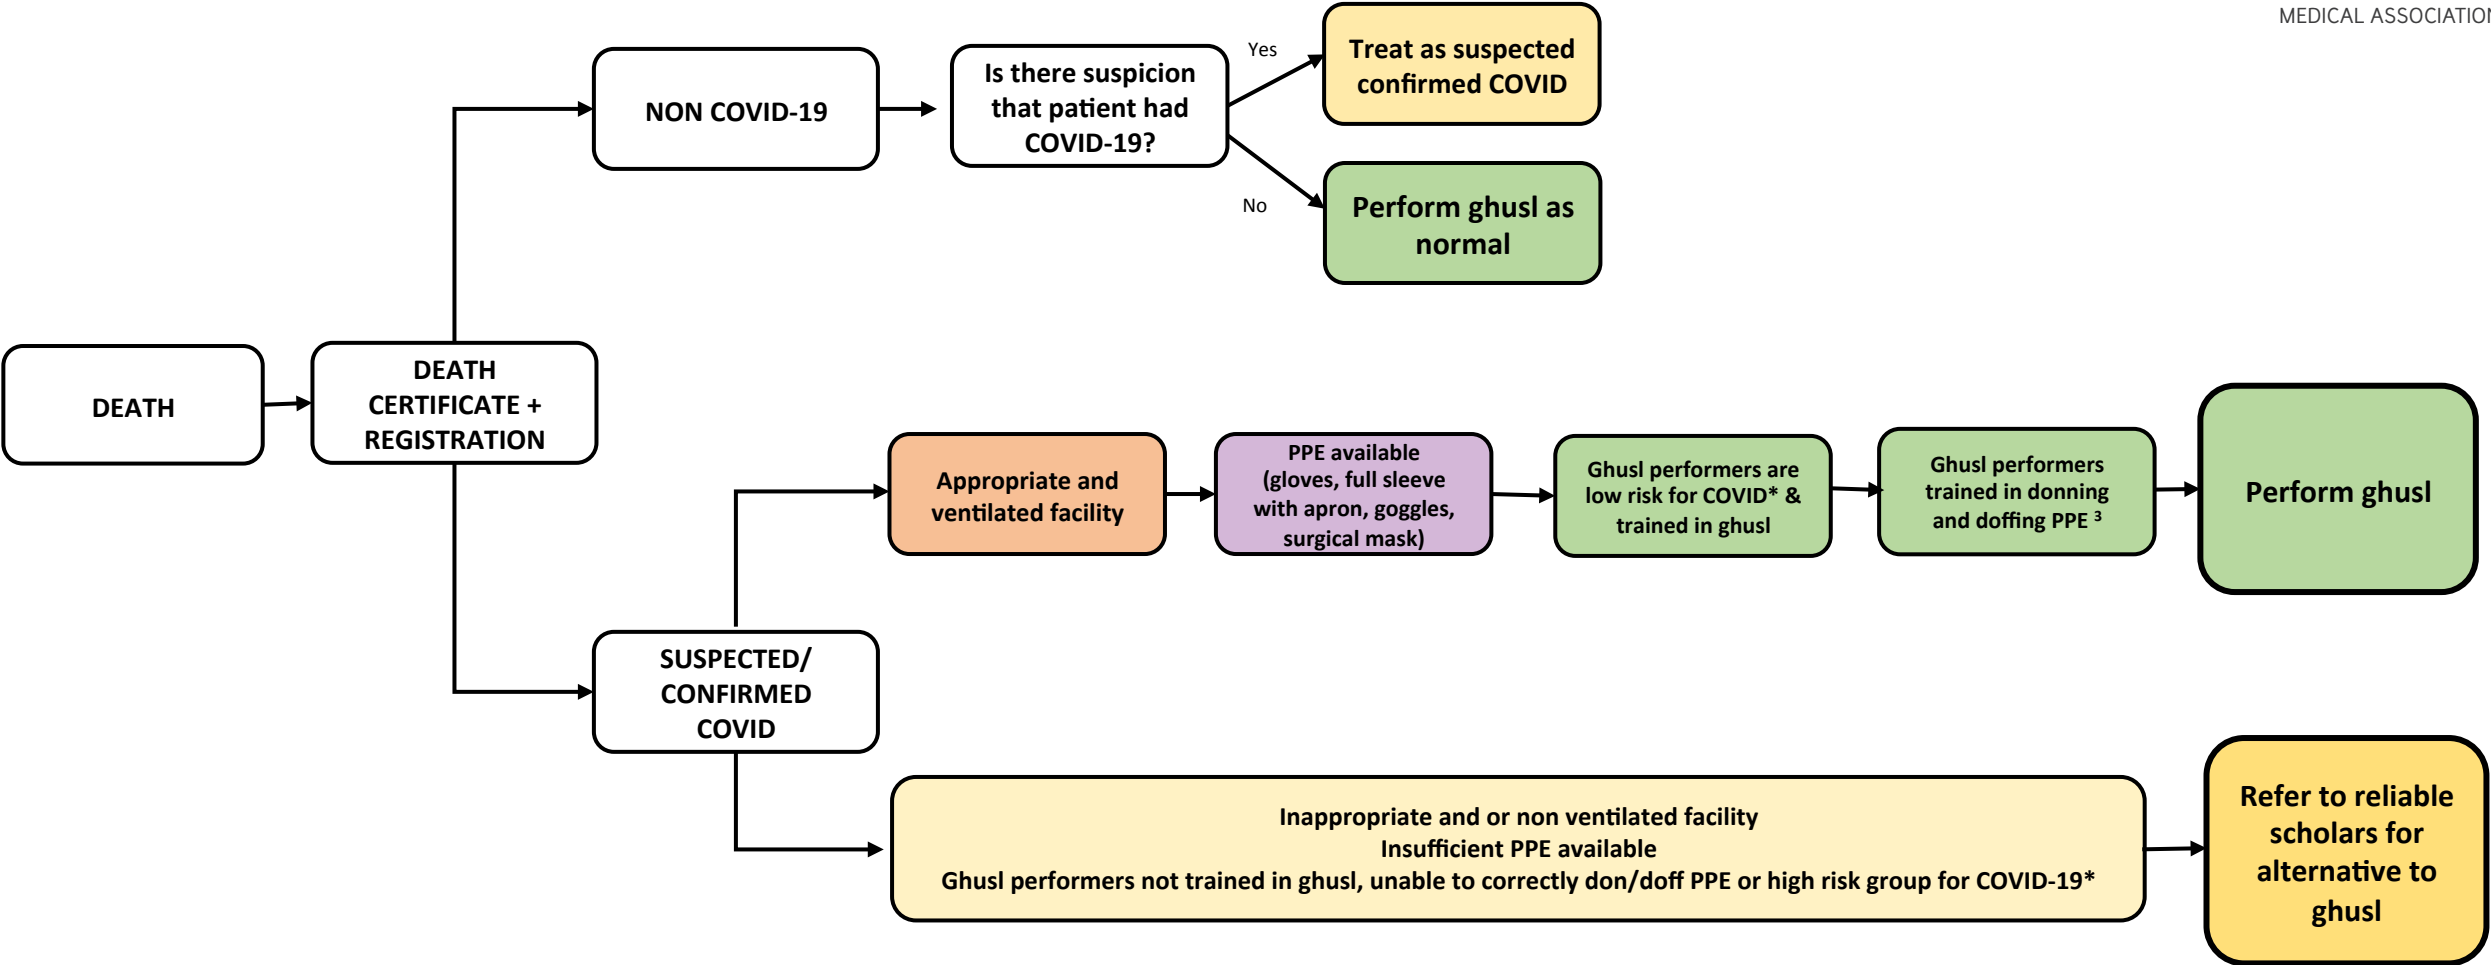 MEDICAL ASSOCIATION
NON COVID-19
Is there suspicion
that patient had
COVID-19?
Yes
No
Treat as suspected
confirmed COVID
Perform ghusl as
normal
DEATH
DEATH
CERTIFICATE +
REGISTRATION
Appropriate and
ventilated facility
PPE available
(gloves, full sleeve
with apron, goggles,
surgical mask)
Ghusl performers are
low risk for COVID* &
trained in ghusl
Ghusl performers
trained in donning
and doffing PPE ³
Perform ghusl
SUSPECTED/
CONFIRMED
COVID
Inappropriate and or non ventilated facility
Insufficient PPE available
Ghusl performers not trained in ghusl, unable to correctly don/doff PPE or high risk group for COVID-19*
Refer to reliable
scholars for
alternative to
ghusl